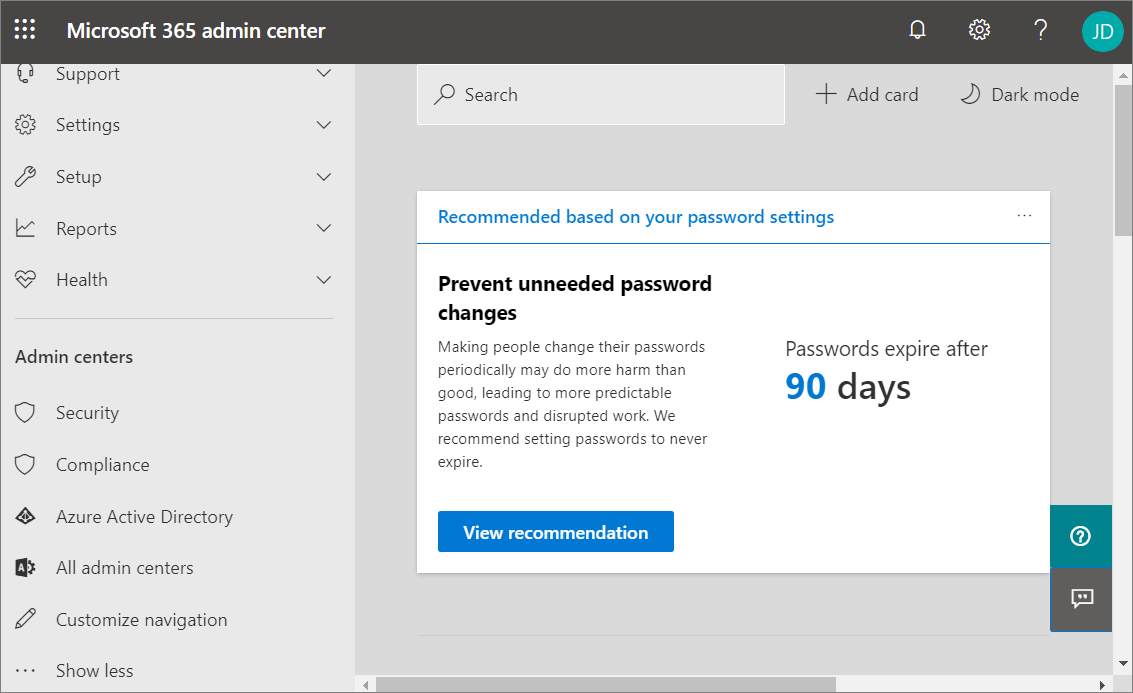 Microsoft 365 admin center
JD
Support
Settings
Setup
Reports
Health
Admin centers
Security
Compliance
Azure Active Directory
All admin centers
Customize navigation
Show less
Search
Add card
Dark mode
Recommended based on your password settings
Prevent unneeded password
changes
Making people change their passwords
periodically may do more harm than
good, leading to more predictable
passwords and disrupted work. We
recommend setting passwords to never
expire.
Passwords expire after
90 days
View recommendation